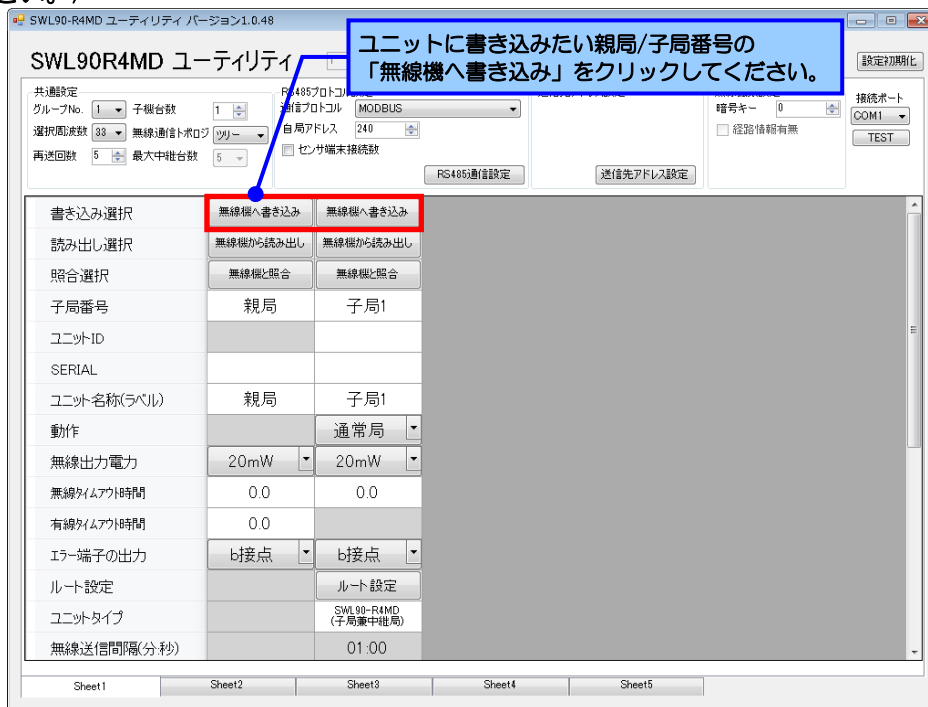 SWL90-R4MD ユーティリティ バージョン1.0.48
SWL90R4MD ユーティリティ
ユニットに書き込みたい親局/子局番号の
「無線機へ書き込み」をクリックしてください。
設定初期化
共通設定
グループNo. 1 子機台数 1
選択周波数 33 無線通信トポロジ ツリー
再送回数 5 最大中継台数 5
通信プロトコル MODBUS
自局アドレス 240
センサ端末接続数
RS485通信設定
送信先アドレス設定
暗号キー 0
経路情報有無
接続ポート
COM1
TEST
書き込み選択 無線機へ書き込み 無線機へ書き込み
読み出し選択 無線機から読み出し 無線機から読み出し
照合選択 無線機と照合 無線機と照合
子局番号 親局 子局1
ユニットID
SERIAL
ユニット名称(ラベル) 親局 子局1
動作 通常局
無線出力電力 20mW 20mW
無線タイムアウト時間 0.0 0.0
有線タイムアウト時間 0.0
エラー端子の出力 b接点 b接点
ルート設定 ルート設定
ユニットタイプ SWL90-R4MD
(子局兼中継局)
無線送信間隔(分:秒) 01:00
Sheet1 Sheet2 Sheet3 Sheet4 Sheet5